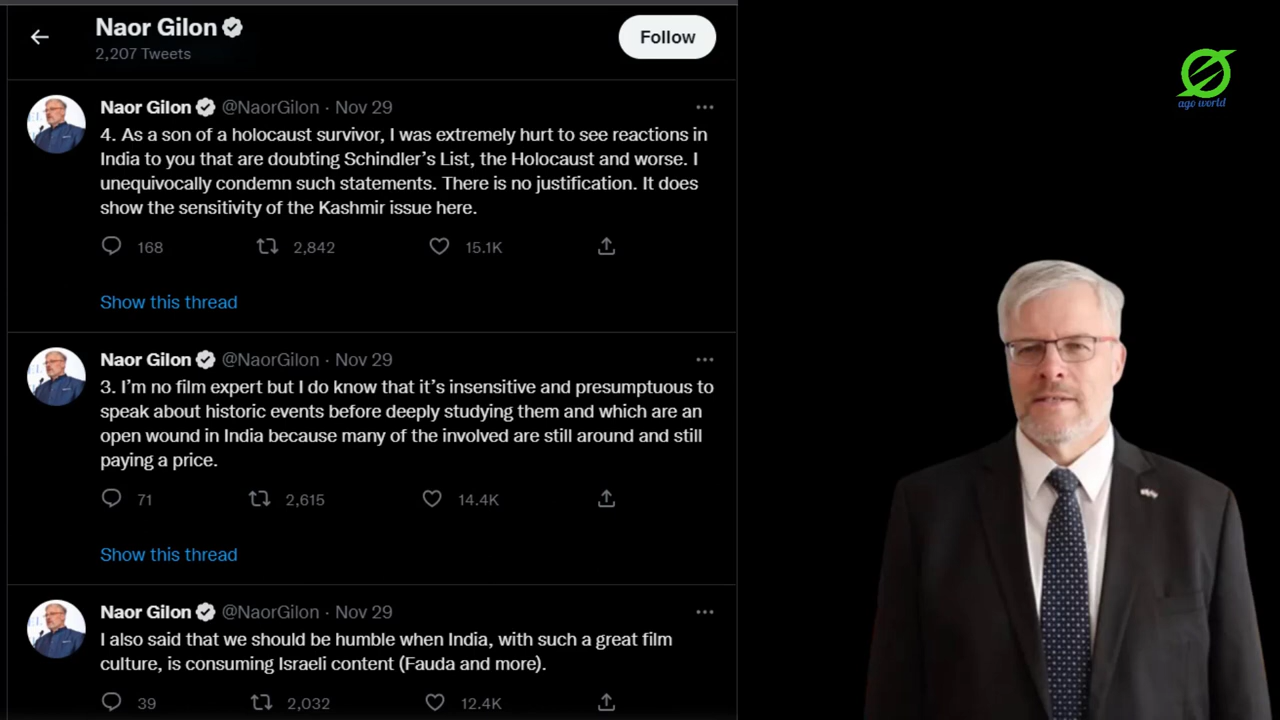 Naor Gilon
2,207 Tweets
Follow
Naor Gilon @NaorGilon · Nov 29
4. As a son of a holocaust survivor, I was extremely hurt to see reactions in
India to you that are doubting Schindler’s List, the Holocaust and worse. I
unequivocally condemn such statements. There is no justification. It does
show the sensitivity of the Kashmir issue here.
168 2,842 15.1K
Show this thread
Naor Gilon @NaorGilon · Nov 29
3. I’m no film expert but I do know that it’s insensitive and presumptuous to
speak about historic events before deeply studying them and which are an
open wound in India because many of the involved are still around and still
paying a price.
71 2,615 14.4K
Show this thread
Naor Gilon @NaorGilon · Nov 29
I also said that we should be humble when India, with such a great film
culture, is consuming Israeli content (Fauda and more).
39 2,032 12.4K
ago world